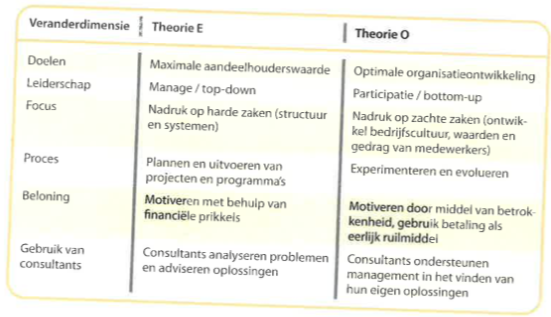 Veranderdimensie Theorie E Theorie O
Doelen Maximale aandeelhouderswaarde Optimale organisatieontwikkeling
Leiderschap Manage / top-down Participatie / bottom-up
Focus Nadruk op harde zaken (structuur Nadruk op zachte zaken (ontwik-
en systemen) kel bedrijfscultuur, waarden en
gedrag van medewerkers)
Proces Plannen en uitvoeren van Experimenteren en evolueren
projecten en programma's
Beloning Motiveren met behulp van Motiveren door middel van betrok-
financiële prikkels kenheid, gebruik betaling als
eerlijk ruilmiddel
Gebruik van Consultants analyseren problemen Consultants ondersteunen
consultants en adviseren oplossingen management in het vinden van
hun eigen oplossingen